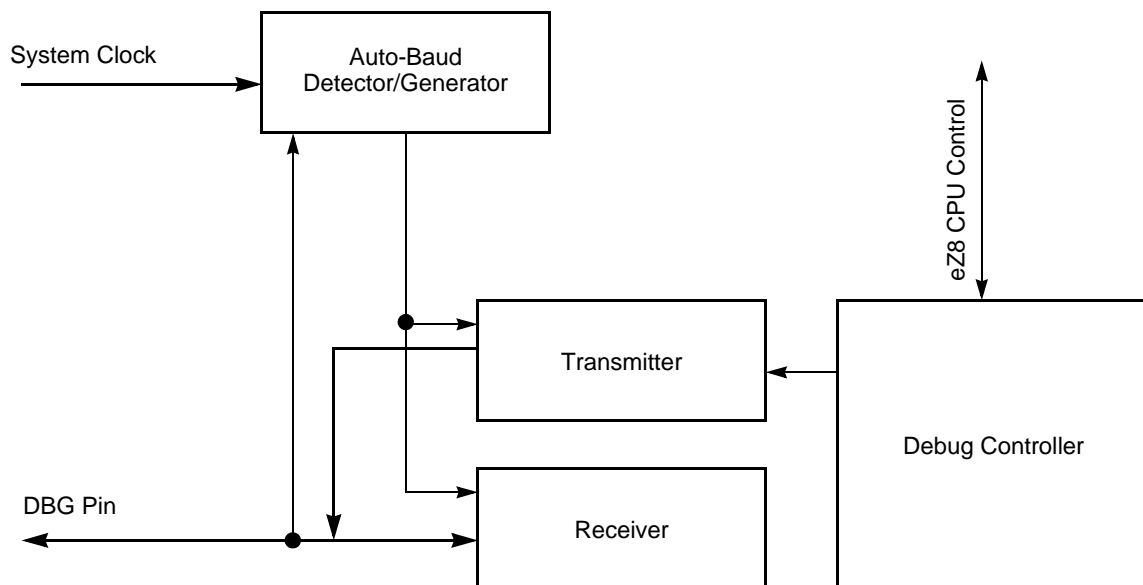 System Clock
Auto-Baud
Detector/Generator
eZ8 CPU Control
Transmitter
Debug Controller
DBG Pin
Receiver